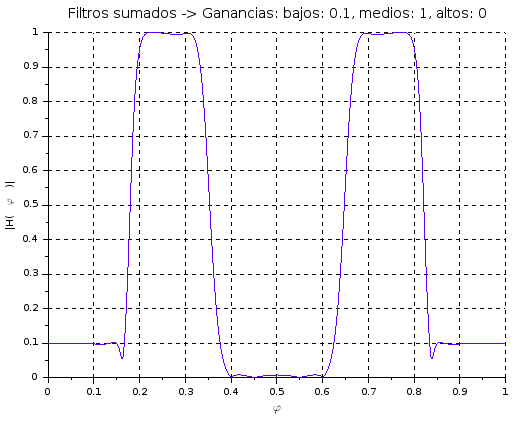 Filtros sumados -> Ganancias: bajos: 0.1, medios: 1, altos: 0
1
0.9
0.8
0.7
0.6
0.5
0.4
0.3
0.2
0.1
0
|H( φ )|
0 0.1 0.2 0.3 0.4 0.5 0.6 0.7 0.8 0.9 1
φ